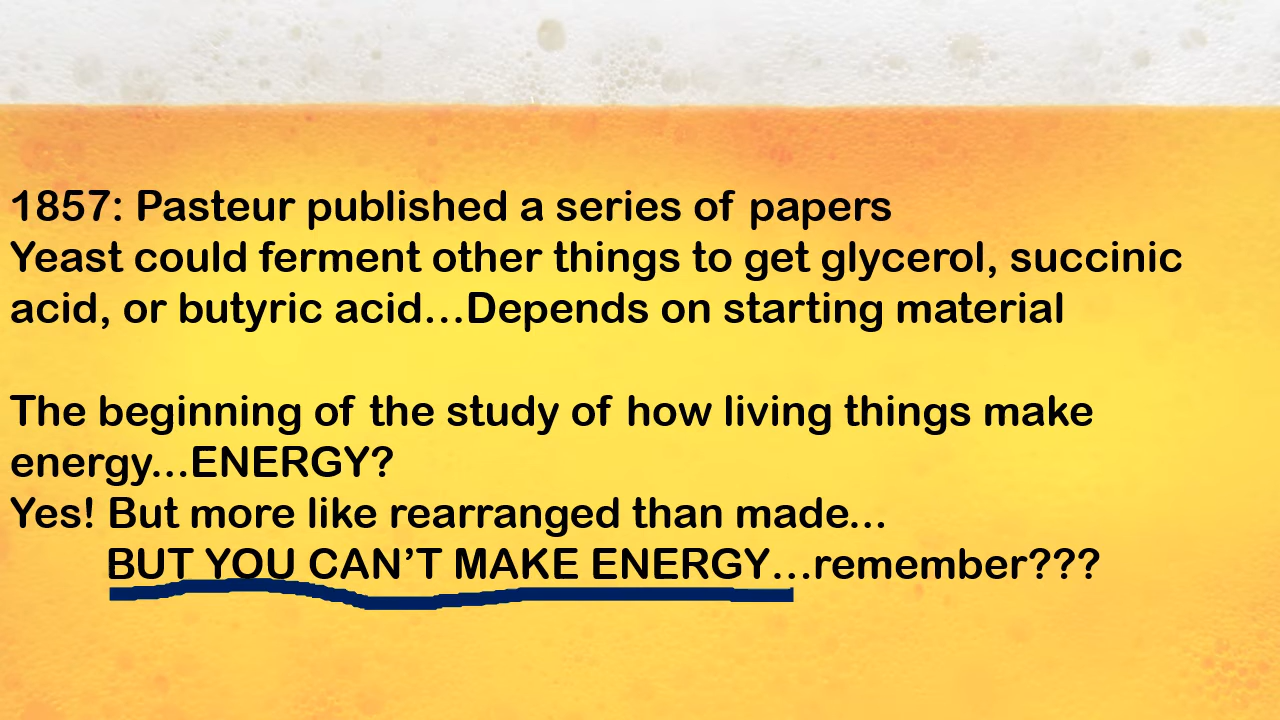 1857: Pasteur published a series of papers
Yeast could ferment other things to get glycerol, succinic
acid, or butyric acid…Depends on starting material
The beginning of the study of how living things make
energy…ENERGY?
Yes! But more like rearranged than made…
BUT YOU CAN’T MAKE ENERGY…remember???